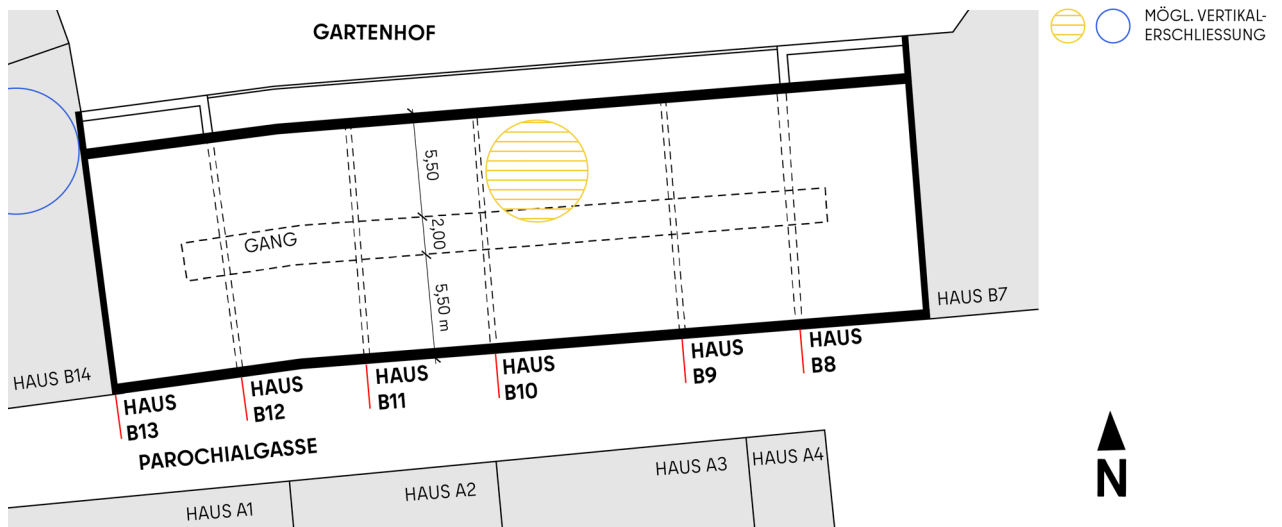 GARTENHOF
MÖGL. VERTIKAL-
ERSCHLIESSUNG
5,50
2,00
GANG
5,50 m
HAUS B7
HAUS B14
HAUS
B13
HAUS
B12
HAUS
B11
HAUS
B10
HAUS
B9
HAUS
B8
PAROCHIALGASSE
HAUS A1
HAUS A2
HAUS A3
HAUS A4
N